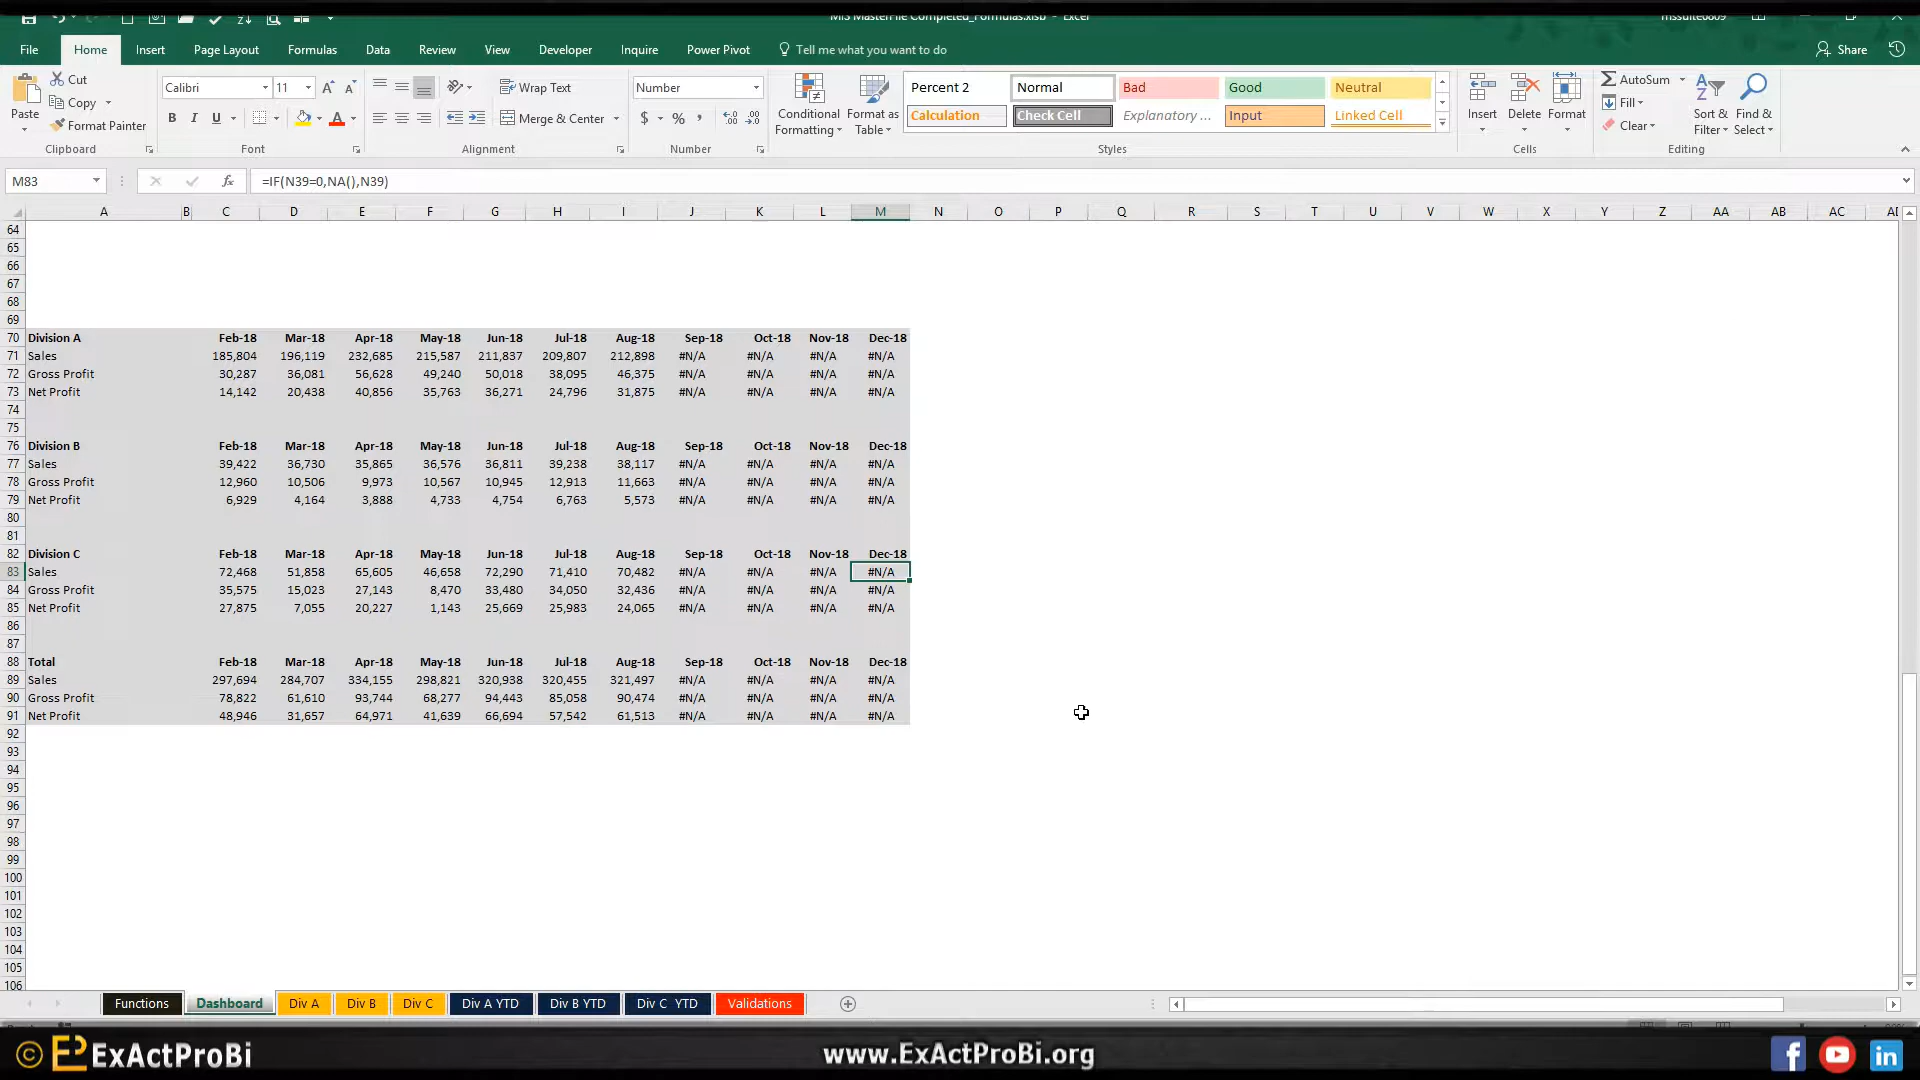 MIS MasterFile Completed_Formulas.xlsb - Excel
File Home Insert Page Layout Formulas Data Review View Developer Inquire Power Pivot Tell me what you want to do Share
Paste Cut Copy Format Painter Clipboard
Calibri 11 B I U Font
Wrap Text Merge & Center Alignment
Number $ % Number
Conditional Formatting Format as Table
Percent 2 Normal Bad Good Neutral
Calculation Check Cell Explanatory ... Input Linked Cell
Styles
Insert Delete Format Cells
AutoSum Fill Clear Sort & Filter Find & Select Editing
M83 fx =IF(N39=0,NA(),N39)
A B C D E F G H I J K L M N O P Q R S T U V W X Y Z AA AB AC AD
64
65
66
67
68
69
70 Division A Feb-18 Mar-18 Apr-18 May-18 Jun-18 Jul-18 Aug-18 Sep-18 Oct-18 Nov-18 Dec-18
71 Sales 185,804 196,119 232,685 215,587 211,837 209,807 212,898 #N/A #N/A #N/A #N/A
72 Gross Profit 30,287 36,081 56,628 49,240 50,018 38,095 46,375 #N/A #N/A #N/A #N/A
73 Net Profit 14,142 20,438 40,856 35,763 36,271 24,796 31,875 #N/A #N/A #N/A #N/A
74
75
76 Division B Feb-18 Mar-18 Apr-18 May-18 Jun-18 Jul-18 Aug-18 Sep-18 Oct-18 Nov-18 Dec-18
77 Sales 39,422 36,730 35,865 36,576 36,811 39,238 38,117 #N/A #N/A #N/A #N/A
78 Gross Profit 12,960 10,506 9,973 10,567 10,945 12,913 11,663 #N/A #N/A #N/A #N/A
79 Net Profit 6,929 4,164 3,888 4,733 4,754 6,763 5,573 #N/A #N/A #N/A #N/A
80
81
82 Division C Feb-18 Mar-18 Apr-18 May-18 Jun-18 Jul-18 Aug-18 Sep-18 Oct-18 Nov-18 Dec-18
83 Sales 72,468 51,858 65,605 46,658 72,290 71,410 70,482 #N/A #N/A #N/A #N/A
84 Gross Profit 35,575 15,023 27,143 8,470 33,480 34,050 32,436 #N/A #N/A #N/A #N/A
85 Net Profit 27,875 7,055 20,227 1,143 25,669 25,983 24,065 #N/A #N/A #N/A #N/A
86
87
88 Total Feb-18 Mar-18 Apr-18 May-18 Jun-18 Jul-18 Aug-18 Sep-18 Oct-18 Nov-18 Dec-18
89 Sales 297,694 284,707 334,155 298,821 320,938 320,455 321,497 #N/A #N/A #N/A #N/A
90 Gross Profit 78,822 61,610 93,744 68,277 94,443 85,058 90,474 #N/A #N/A #N/A #N/A
91 Net Profit 48,946 31,657 64,971 41,639 66,694 57,542 61,513 #N/A #N/A #N/A #N/A
92
93
94
95
96
97
98
99
100
101
102
103
104
105
106
Functions Dashboard Div A Div B Div C Div A YTD Div B YTD Div C YTD Validations
© ExActProBi www.ExActProBi.org